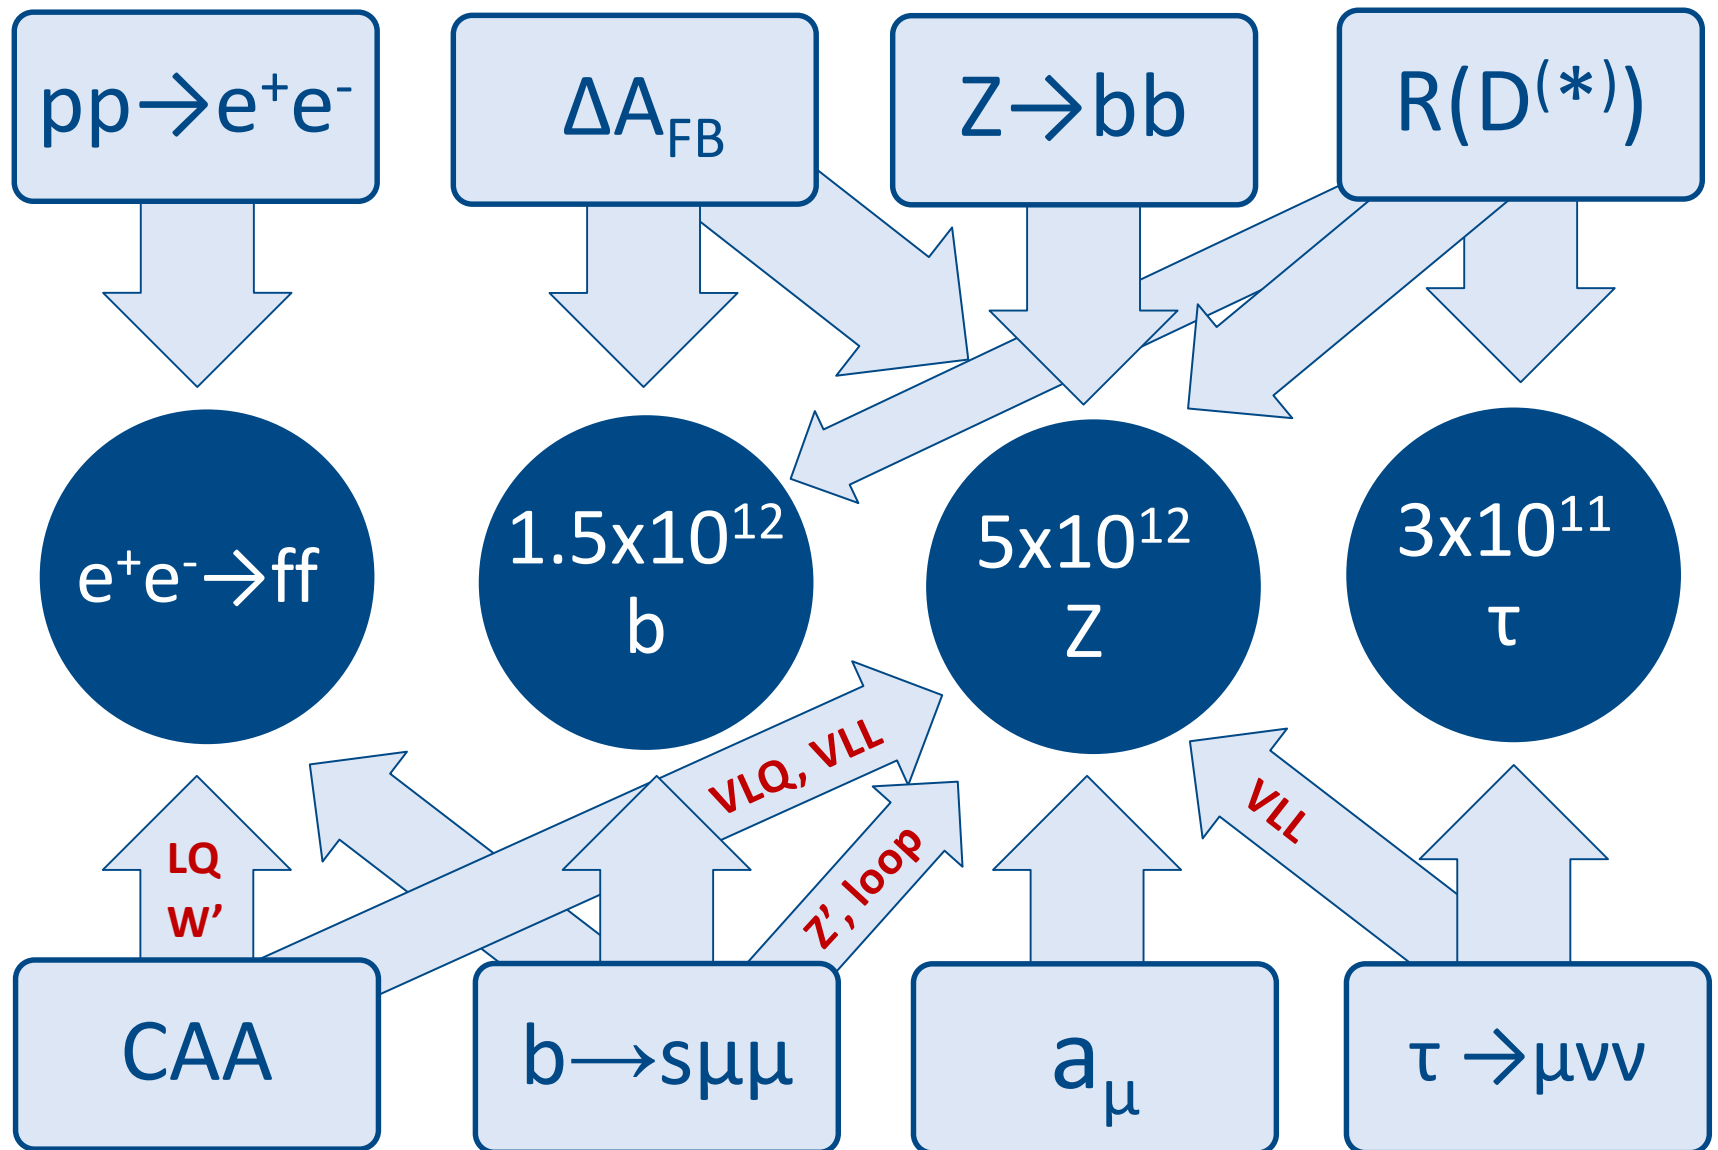 pp→e⁺e⁻
ΔA_FB
Z→bb
R(D⁽*⁾)
e⁺e⁻→ff
1.5x10¹²
b
5x10¹²
Z
3x10¹¹
τ
LQ
W’
VLQ, VLL
Z’, loop
VLL
CAA
b→sμμ
a_μ
τ →μνν